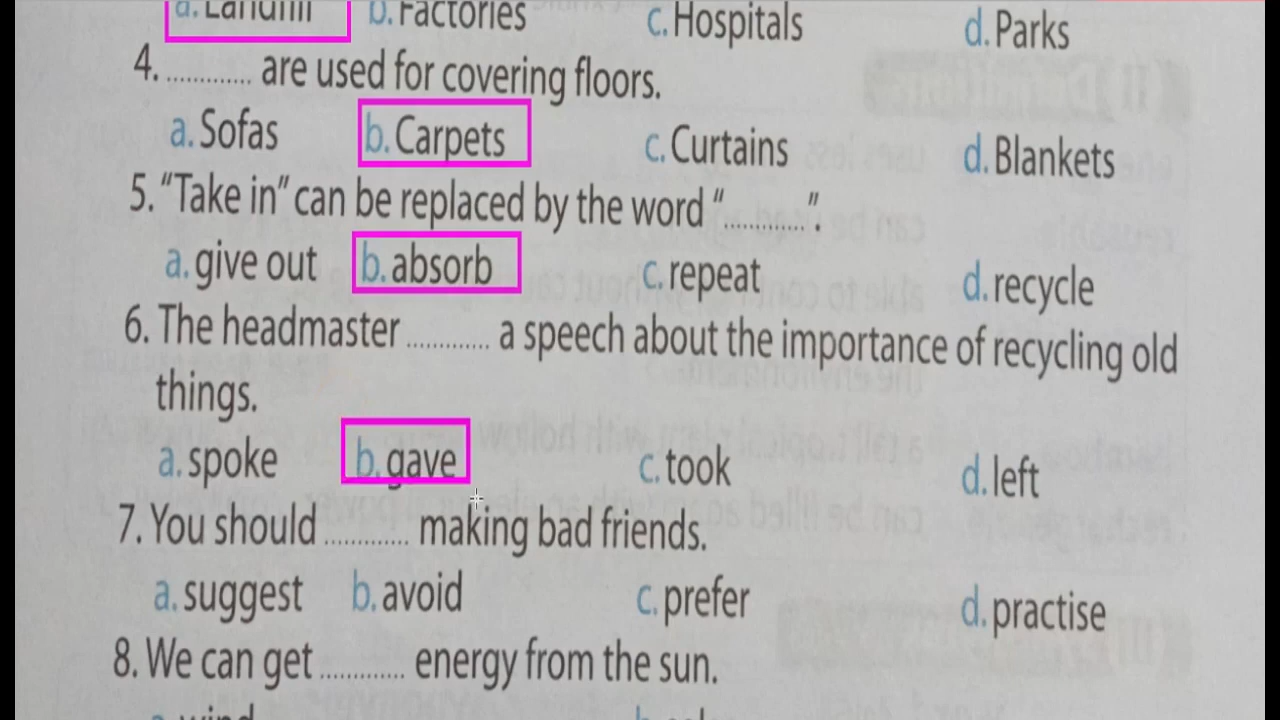 a. Landfill b. Factories c. Hospitals d. Parks
4. ............ are used for covering floors.
a. Sofas b. Carpets c. Curtains d. Blankets
5. "Take in" can be replaced by the word "............".
a. give out b. absorb c. repeat d. recycle
6. The headmaster ............ a speech about the importance of recycling old
things.
a. spoke b. gave c. took d. left
7. You should ............ making bad friends.
a. suggest b. avoid c. prefer d. practise
8. We can get ............ energy from the sun.
a. wind